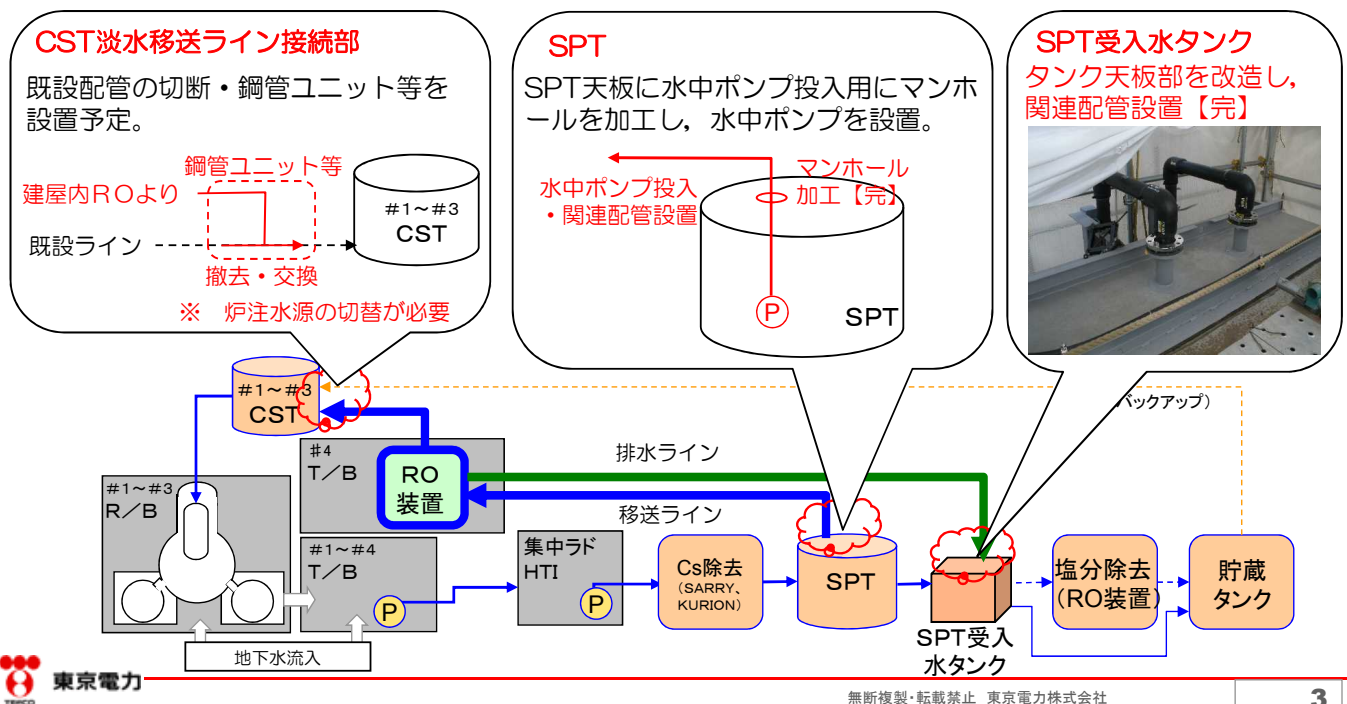 CST淡水移送ライン接続部
既設配管の切断・鋼管ユニット等を
設置予定。
鋼管ユニット等
建屋内ROより
既設ライン
撤去・交換
※ 炉注水源の切替が必要
#1~#3
CST
SPT
SPT天板に水中ポンプ投入用にマンホ
ールを加工し，水中ポンプを設置。
マンホール
加工【完】
水中ポンプ投入
・関連配管設置
P
SPT
SPT受入水タンク
タンク天板部を改造し，
関連配管設置【完】
#1~#3
CST
バックアップ）
#4
T／B
RO
装置
排水ライン
移送ライン
#1~#3
R／B
#1~#4
T／B
P
集中ラド
HTI
P
Cs除去
(SARRY、
KURION)
SPT
SPT受入
水タンク
塩分除去
(RO装置)
貯蔵
タンク
地下水流入
東京電力
TEPCO
無断複製・転載禁止 東京電力株式会社
3